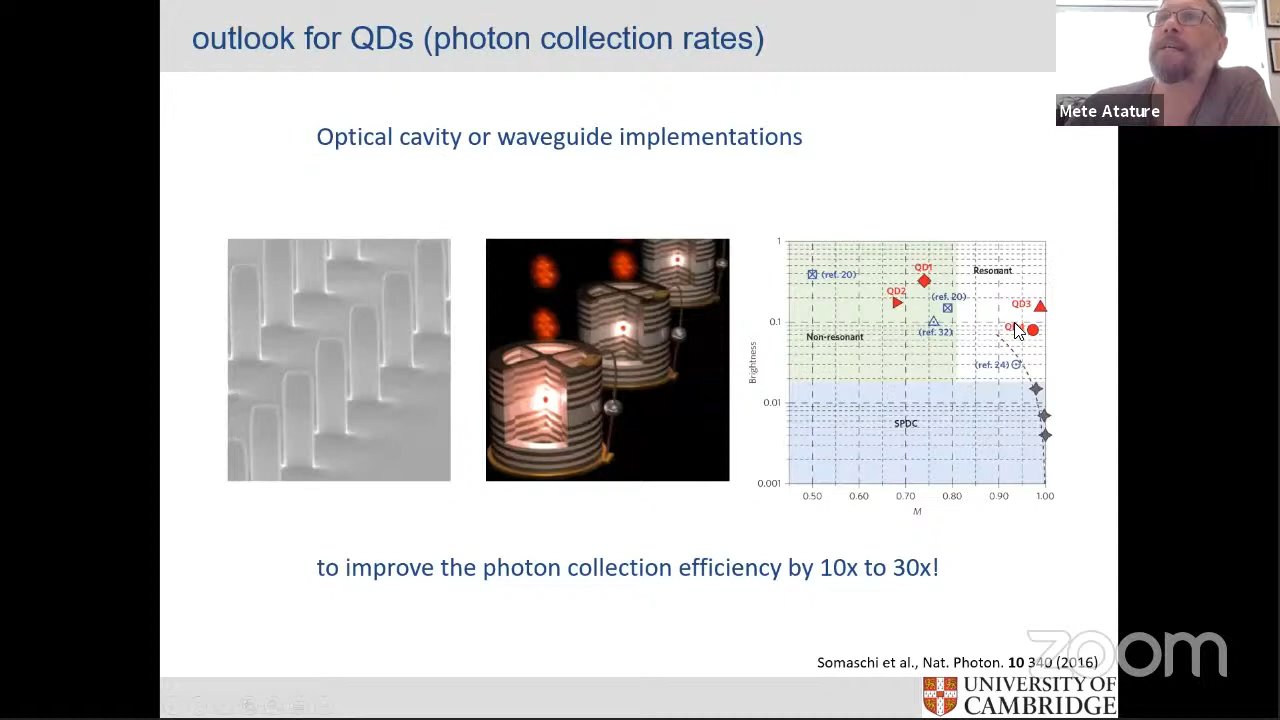 outlook for QDs (photon collection rates)
Mete Atature
Optical cavity or waveguide implementations
1
0.1
0.01
0.001
Brightness
0.50
0.60
0.70
0.80
0.90
1.00
M
(ref. 20)
QD1
Resonant
QD2
(ref. 20)
QD3
(ref. 32)
Non-resonant
(ref. 24)
SPDC
to improve the photon collection efficiency by 10x to 30x!
Somaschi et al., Nat. Photon. 10 340 (2016)
zoom
UNIVERSITY OF
CAMBRIDGE